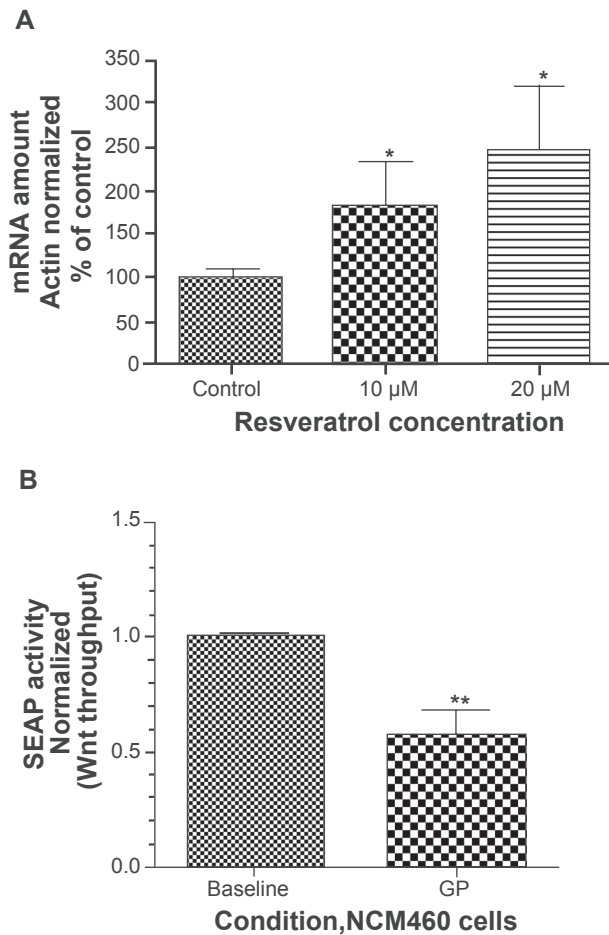 A
mRNA amount
Actin normalized
% of control
350
300
250
200
150
100
50
0
*
*
Control
10 µM
20 µM
Resveratrol concentration
B
SEAP activity
Normalized
(Wnt throughput)
1.5
1.0
0.5
0.0
**
Baseline
GP
Condition,NCM460 cells